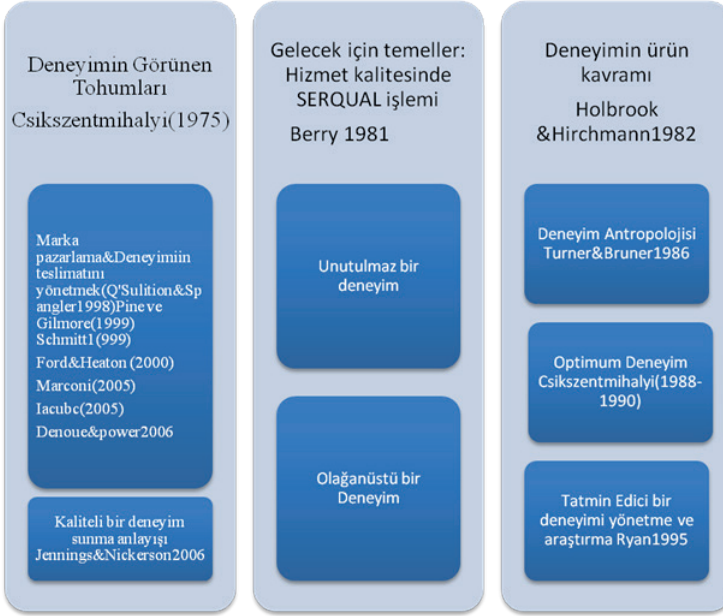 Deneyimin Görünen
Tohumları
Csikszentmihalyi(1975)
Marka
pazarlama&Deneyimiin
teslimatını
yönetmek(Q'Sulition&Sp
angler1998)Pine ve
Gilmore(1999)
Schmitt1(999)
Ford&Heaton (2000)
Marconi(2005)
Iacubc(2005)
Denoue&power2006
Kaliteli bir deneyim
sunma anlayışı
Jennings&Nickerson2006
Gelecek için temeller:
Hizmet kalitesinde
SERQUAL işlemi
Berry 1981
Unutulmaz bir
deneyim
Olağanüstü bir
Deneyim
Deneyimin ürün
kavramı
Holbrook
&Hirchmann1982
Deneyim Antropolojisi
Turner&Bruner1986
Optimum Deneyim
Csikszentmihalyi(1988-
1990)
Tatmin Edici bir
deneyimi yönetme ve
araştırma Ryan1995